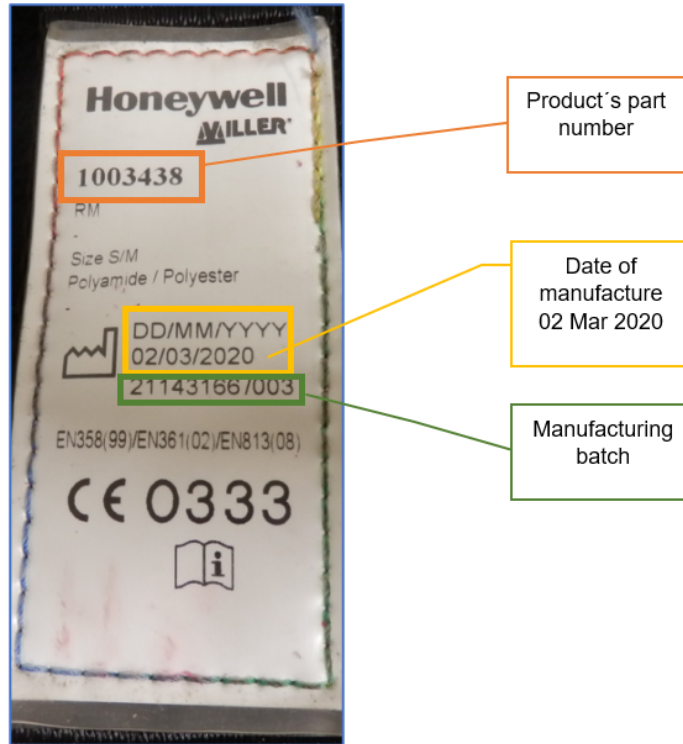 Honeywell
MILLER
1003438
RM
-
Size S/M
Polyamide / Polyester
DD/MM/YYYY
02/03/2020
21143166/003
EN358(99)/EN361(02)/EN813(08)
CE 0333
i
Product´s part
number
Date of
manufacture
02 Mar 2020
Manufacturing
batch